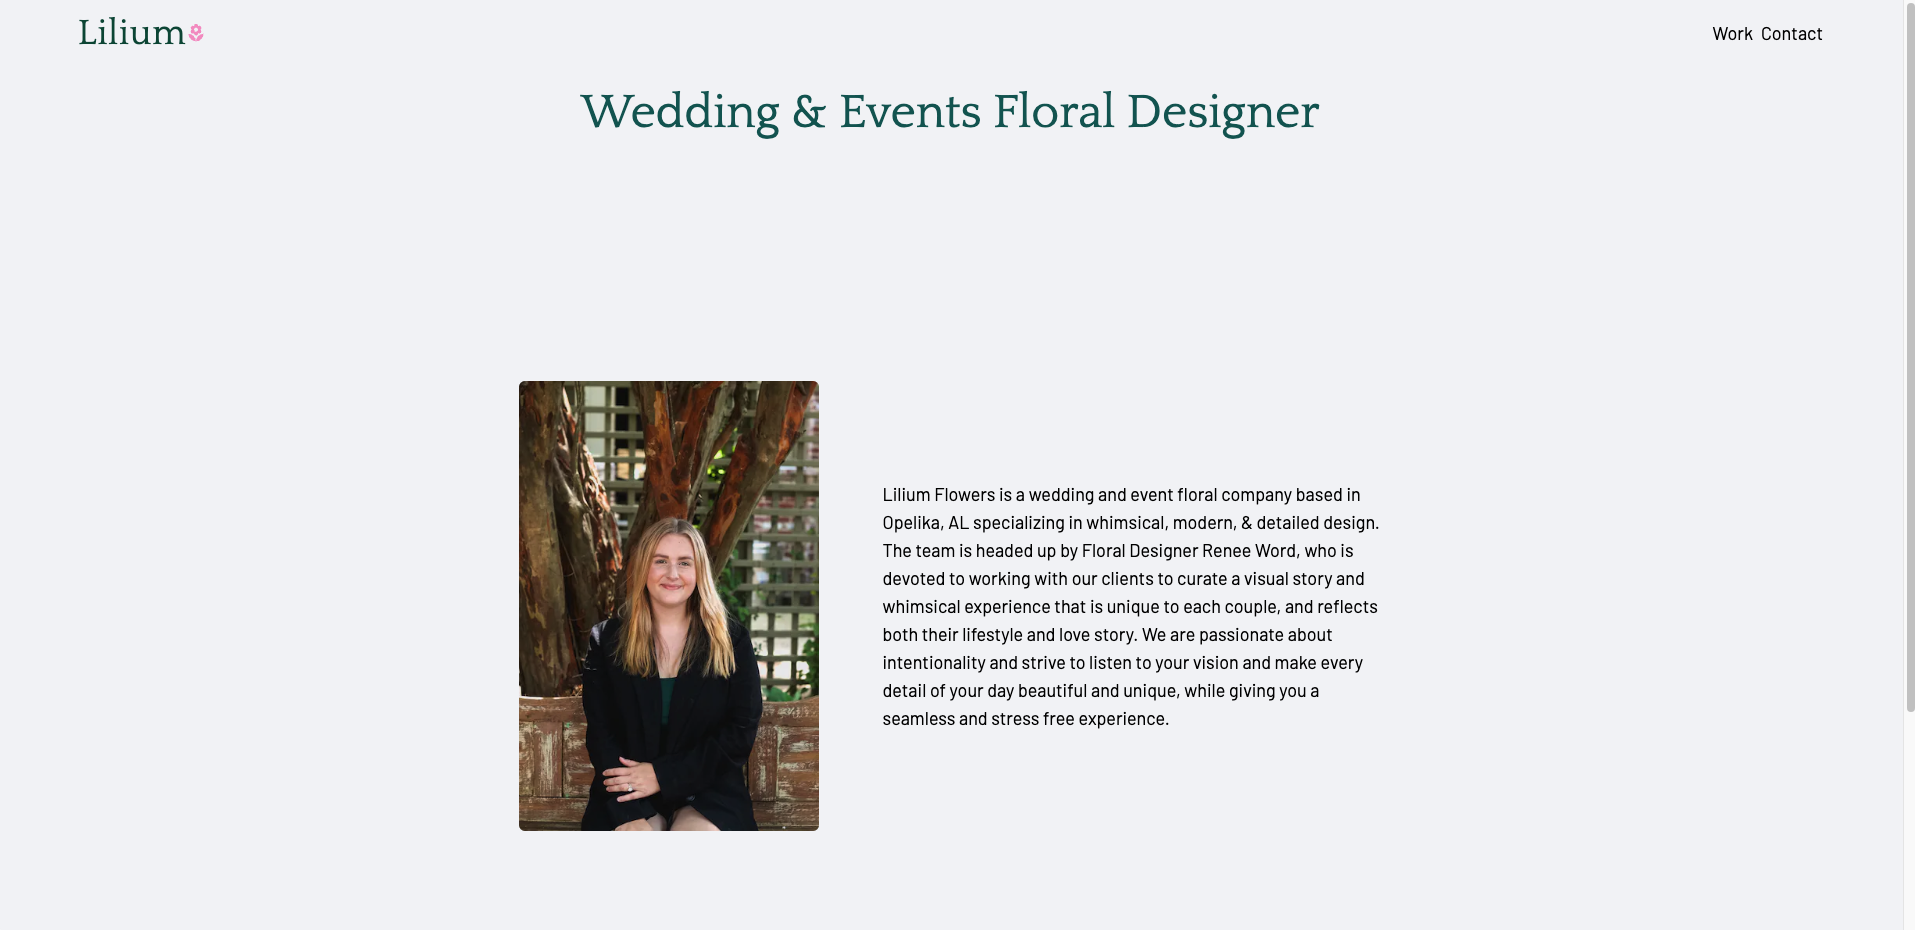 Lilium
Work Contact
Wedding & Events Floral Designer
Lilium Flowers is a wedding and event floral company based in
Opelika, AL specializing in whimsical, modern, & detailed design.
The team is headed up by Floral Designer Renee Word, who is
devoted to working with our clients to curate a visual story and
whimsical experience that is unique to each couple, and reflects
both their lifestyle and love story. We are passionate about
intentionality and strive to listen to your vision and make every
detail of your day beautiful and unique, while giving you a
seamless and stress free experience.